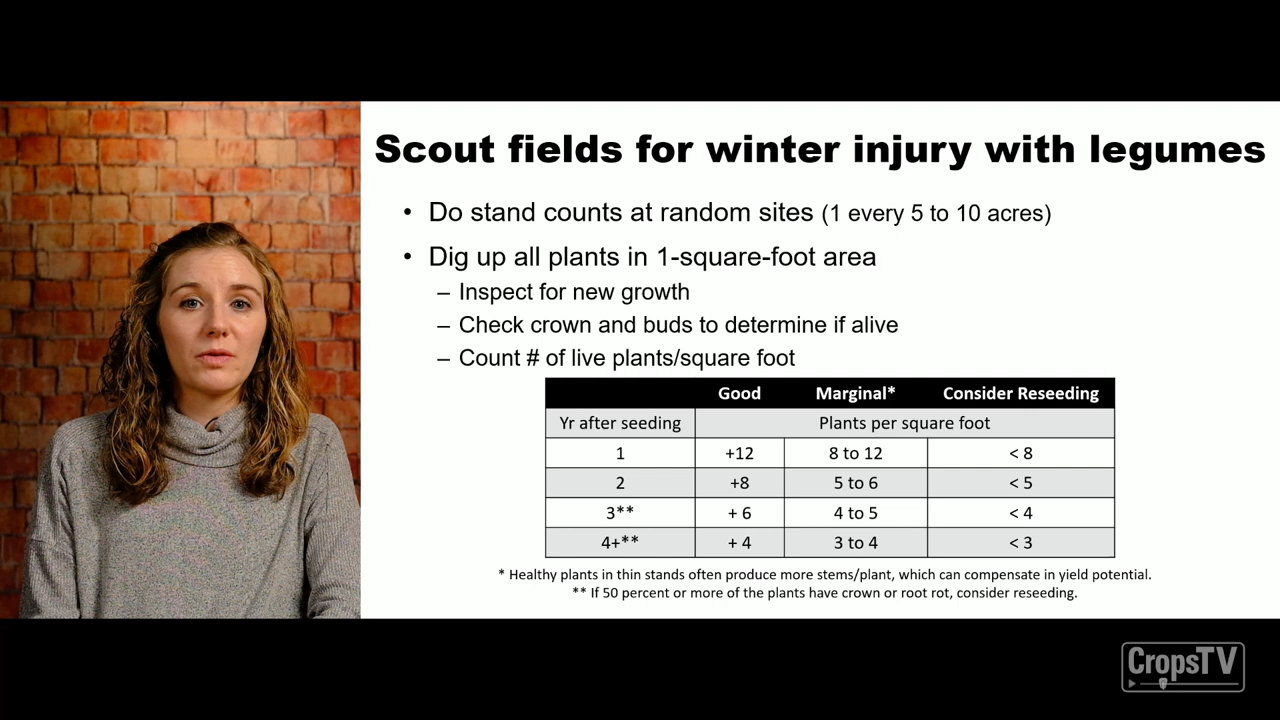 Scout fields for winter injury with legumes
• Do stand counts at random sites (1 every 5 to 10 acres)
• Dig up all plants in 1-square-foot area
– Inspect for new growth
– Check crown and buds to determine if alive
– Count # of live plants/square foot
Good Marginal* Consider Reseeding
Yr after seeding Plants per square foot
1 +12 8 to 12 < 8
2 +8 5 to 6 < 5
3** + 6 4 to 5 < 4
4+** + 4 3 to 4 < 3
* Healthy plants in thin stands often produce more stems/plant, which can compensate in yield potential.
** If 50 percent or more of the plants have crown or root rot, consider reseeding.
CropsTV